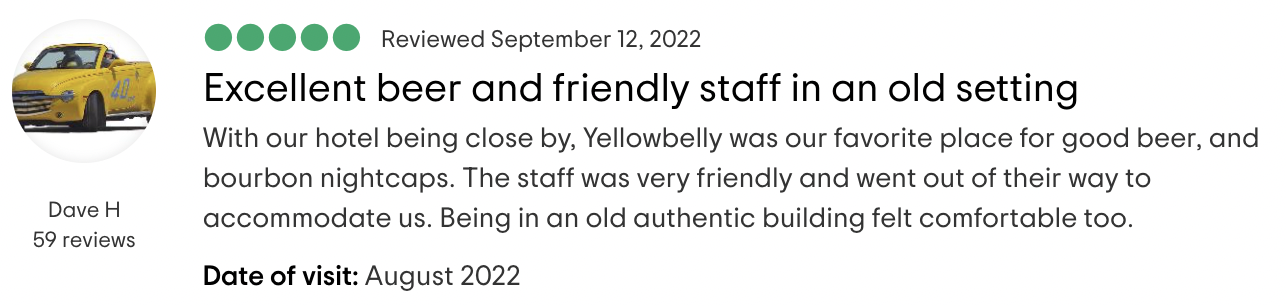 Reviewed September 12, 2022
Excellent beer and friendly staff in an old setting
With our hotel being close by, Yellowbelly was our favorite place for good beer, and
bourbon nightcaps. The staff was very friendly and went out of their way to
accommodate us. Being in an old authentic building felt comfortable too.
Date of visit: August 2022
40
Dave H
59 reviews